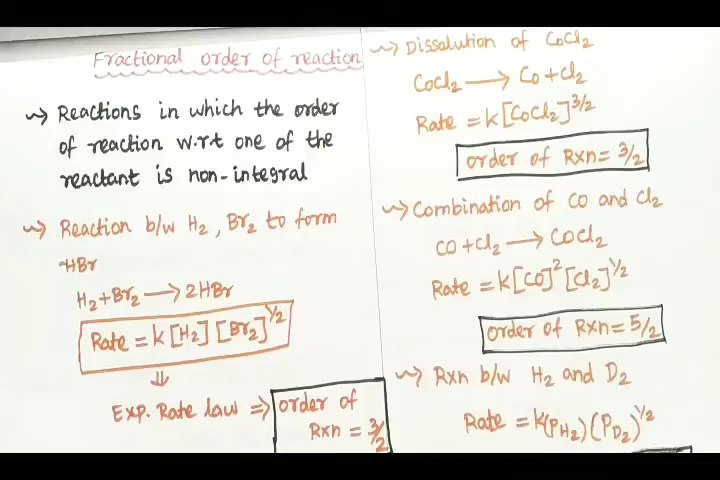 Fractional order of reaction
~> Reactions in which the order
of reaction w.r.t one of the
reactant is non-integral
~> Reaction b/w H₂, Br₂ to form
HBr
H₂+Br₂ ⟶ 2HBr
Rate = k [H₂] [Br₂]^1/2
⇓
Exp. Rate law ⇒ order of
Rxn = 3/2
~> Dissolution of CoCl₂
CoCl₂ ⟶ Co + Cl₂
Rate = k[CoCl₂]^3/2
order of Rxn = 3/2
~> Combination of CO and Cl₂
CO + Cl₂ ⟶ COCl₂
Rate = k[CO]² [Cl₂]^1/2
order of Rxn = 5/2
~> Rxn b/w H₂ and D₂
Rate = k(P_H₂)(P_D₂)^1/2